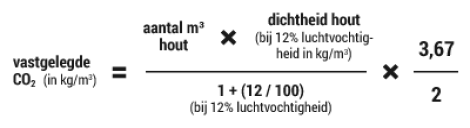 vastgelegde
CO₂ (in kg/m³)
=
aantal m³
hout
×
dichtheid hout
(bij 12% luchtvochtig-
heid in kg/m³)
1 + (12 / 100)
(bij 12% luchtvochtigheid)
×
3,67
2